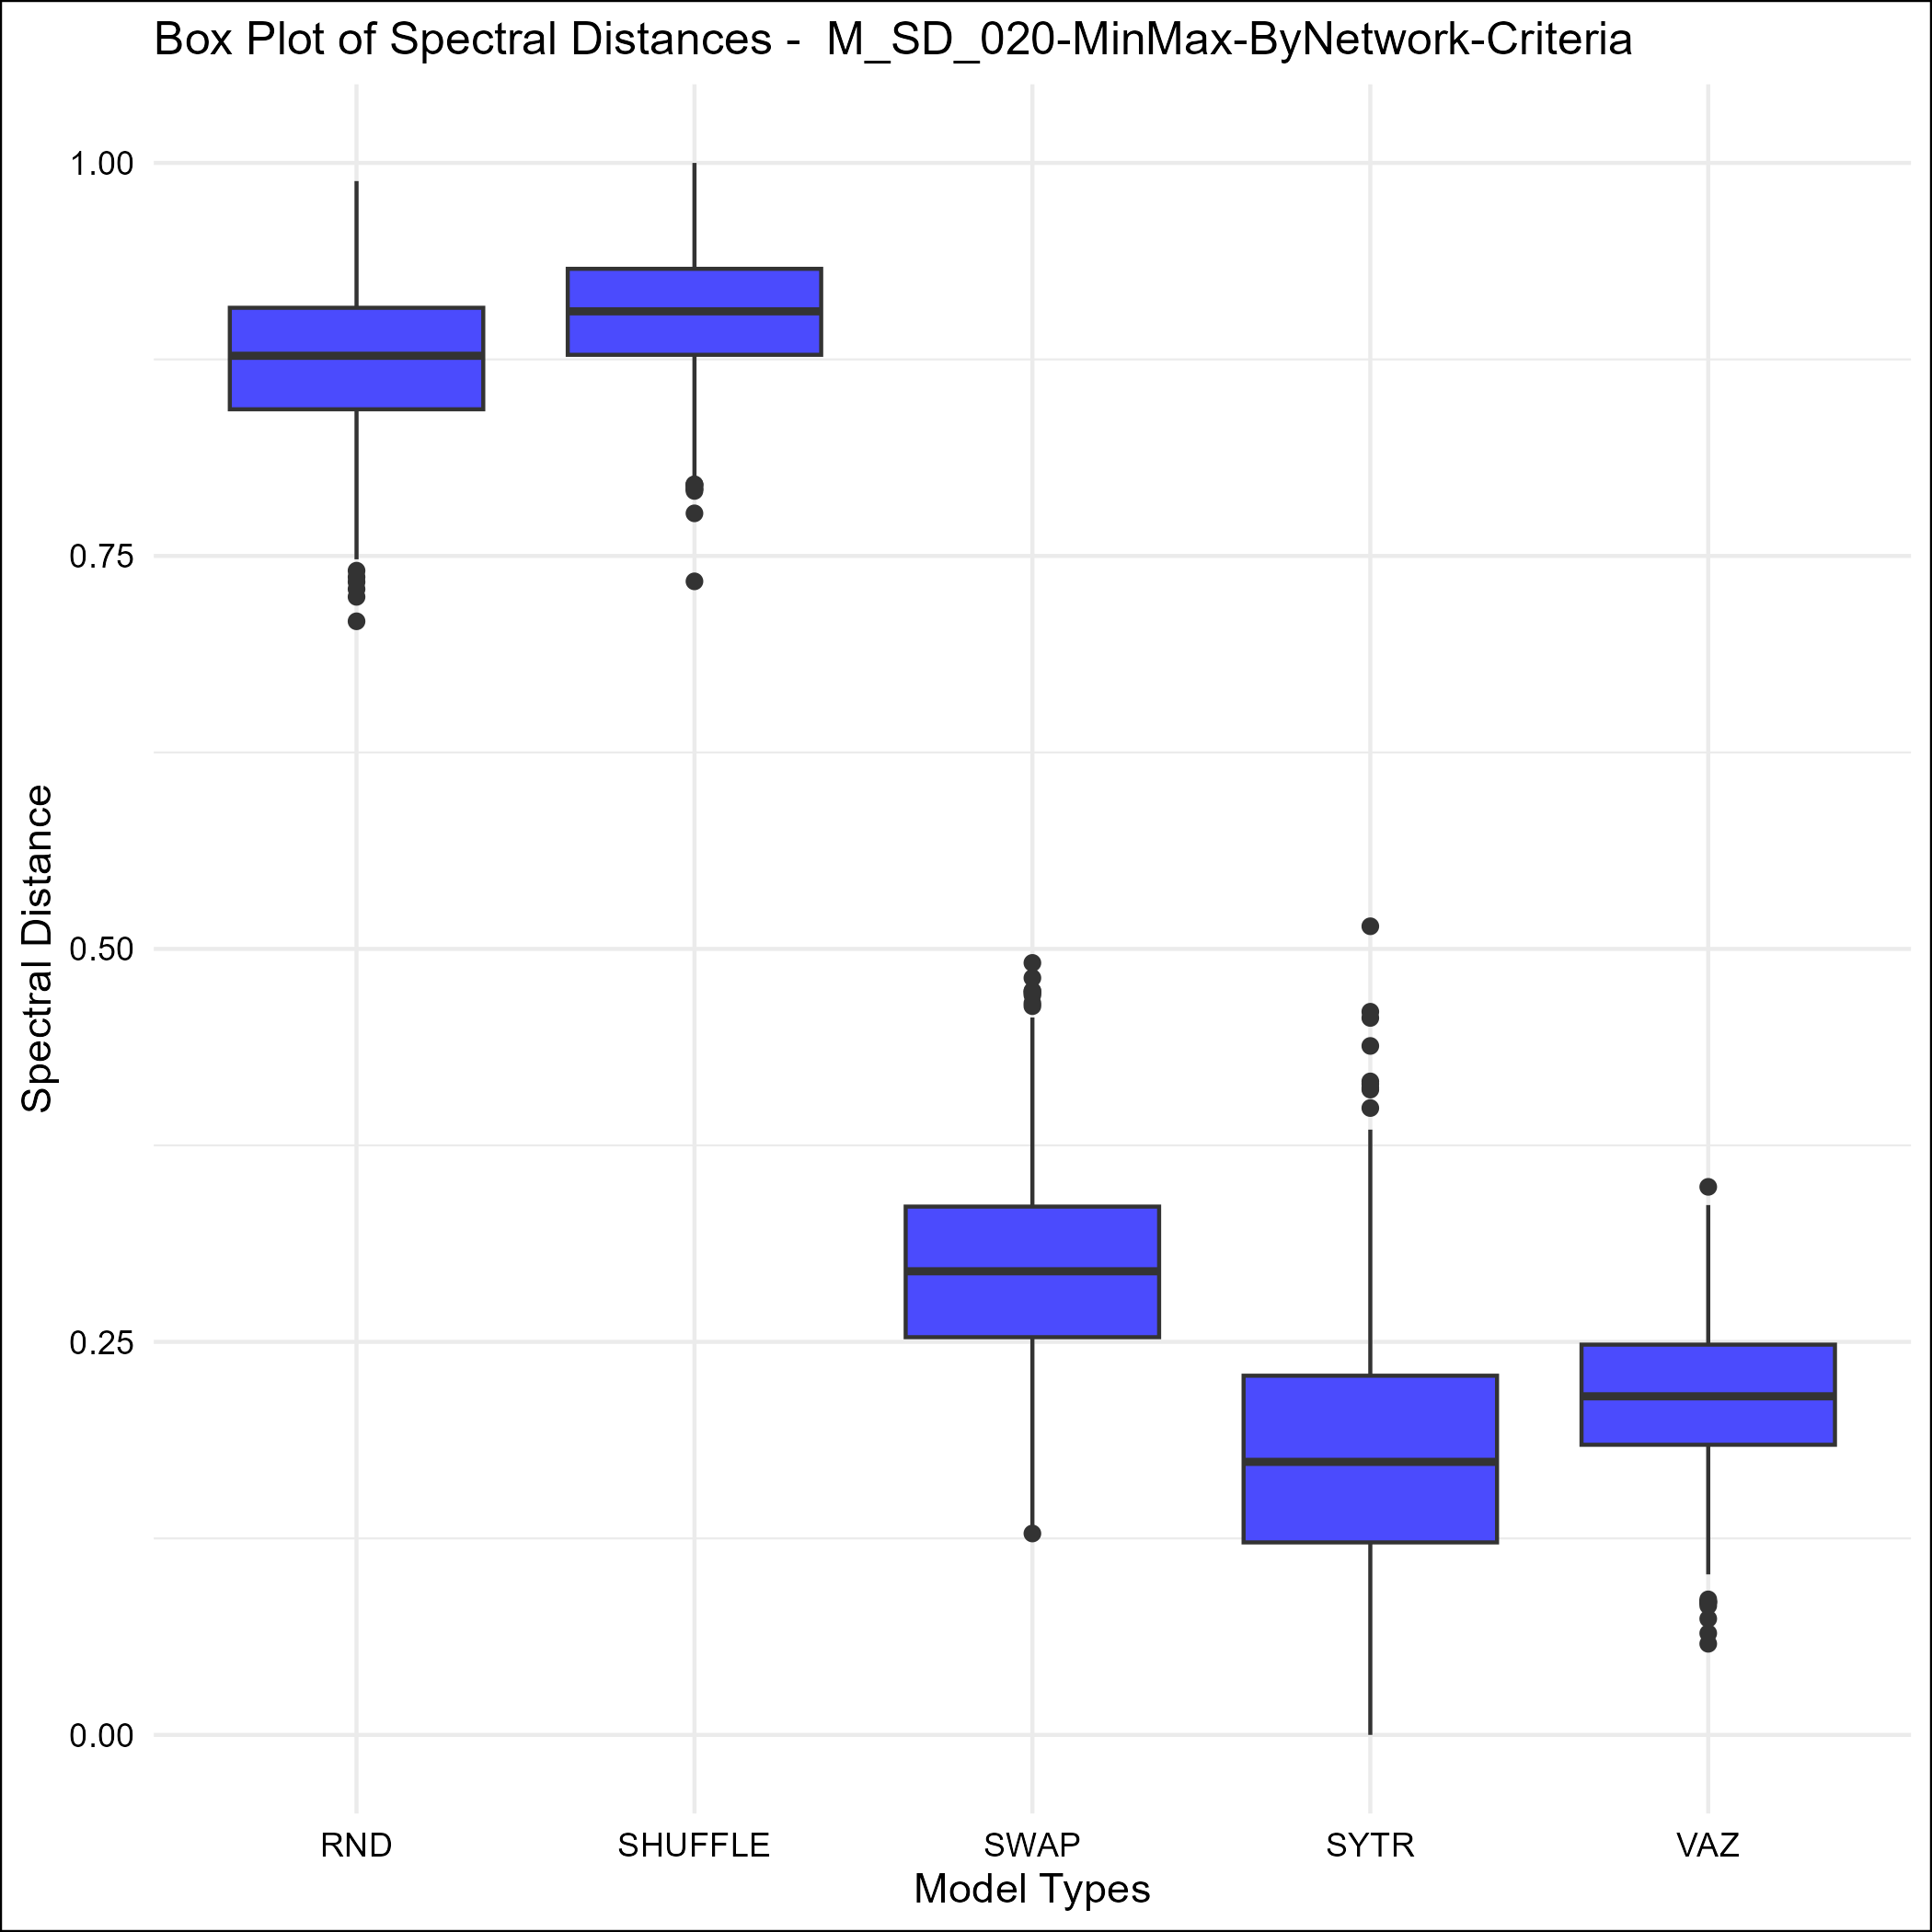 Box Plot of Spectral Distances -  M_SD_020-MinMax-ByNetwork-Criteria
1.00
0.75
0.50
0.25
0.00
Spectral Distance
RND SHUFFLE SWAP SYTR VAZ
Model Types